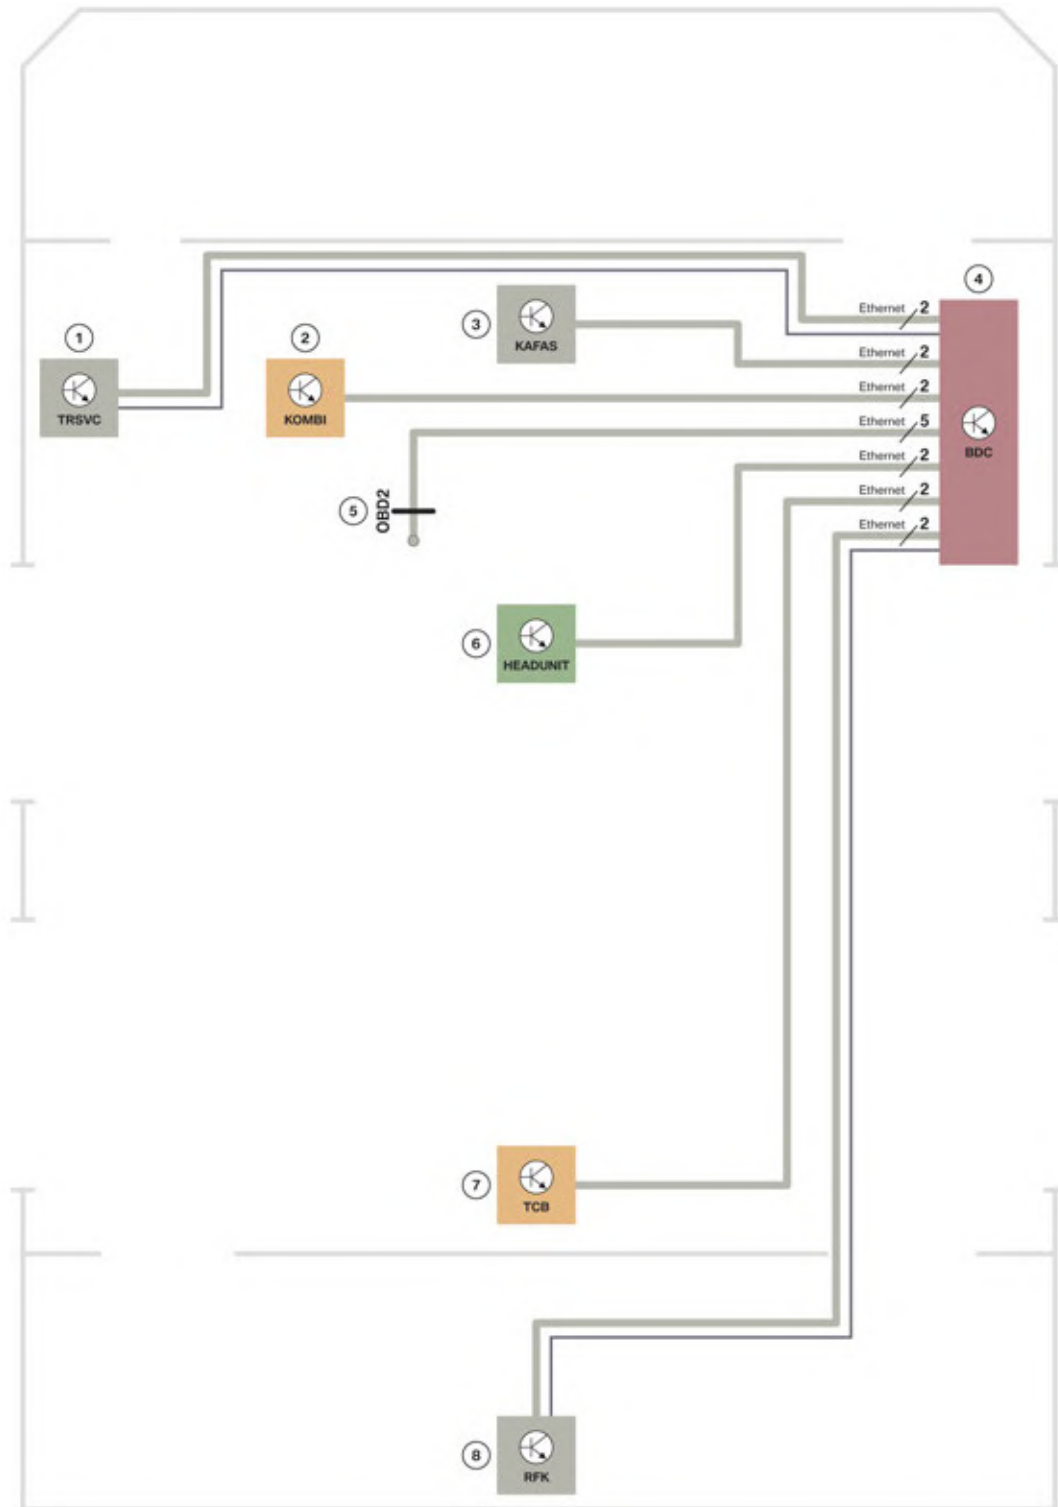 4
Ethernet 2
1
2
3
KAFAS
Ethernet 2
TRSVC
KOMBI
Ethernet 2
Ethernet 5
BDC
Ethernet 2
5
OBD2
Ethernet 2
Ethernet 2
6
HEADUNIT
7
TCB
8
RFK